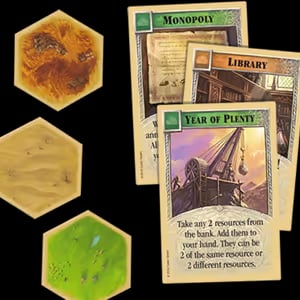 MONOPOLY
LIBRARY
YEAR OF PLENTY
Take any 2 resources from
the bank. Add them to
your hand. They can be
2 of the same resource or
2 different resources.